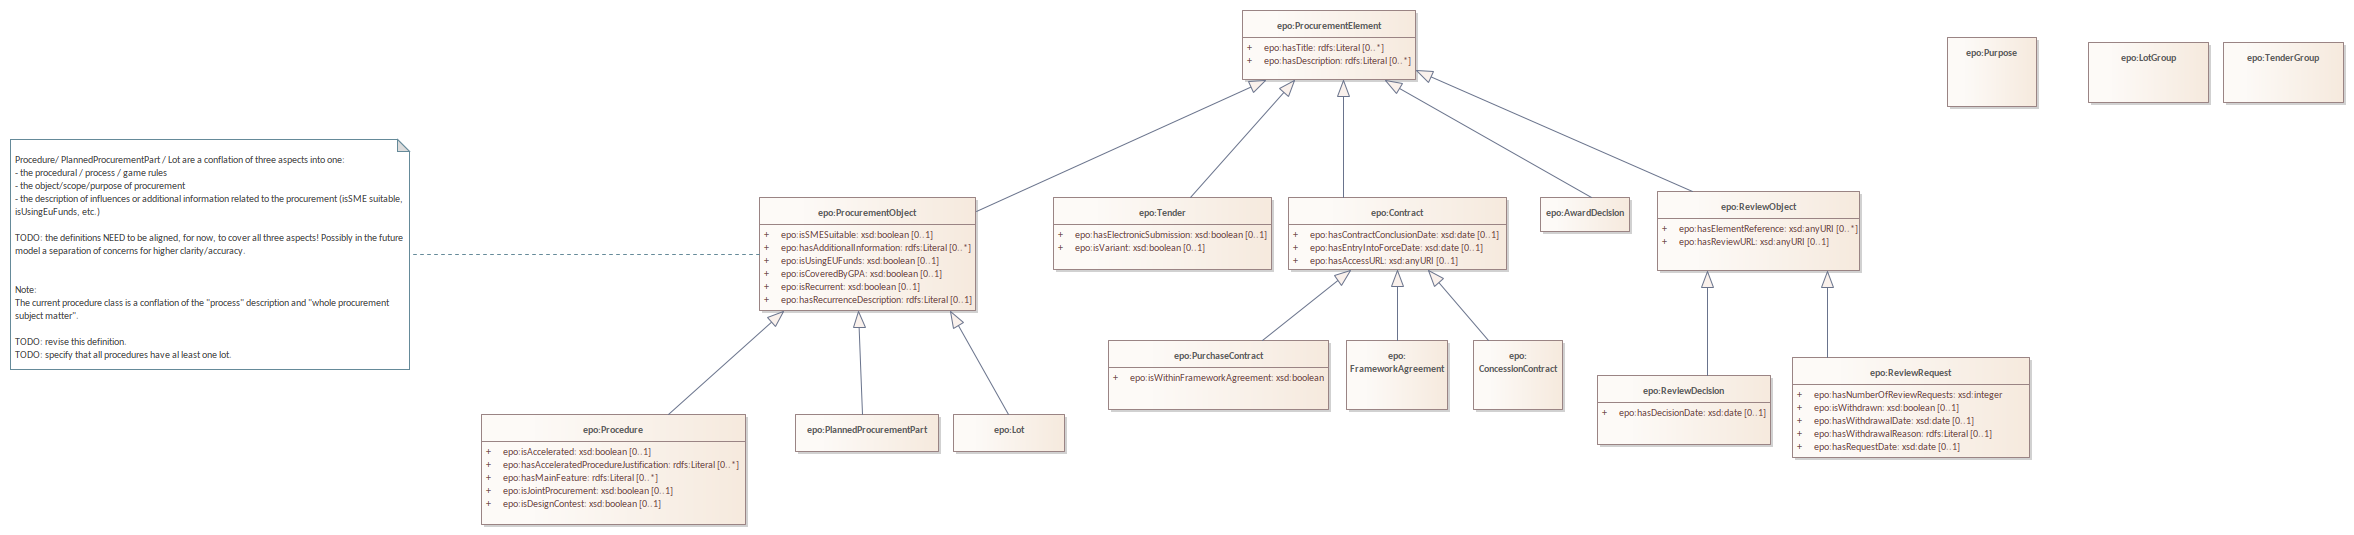 epo:ProcurementElement
+ epo:hasTitle: rdfs:Literal [0..*]
+ epo:hasDescription: rdfs:Literal [0..*]
epo:Purpose
epo:LotGroup
epo:TenderGroup
Procedure/ PlannedProcurementPart / Lot are a conflation of three aspects into one:
- the procedural / process / game rules
- the object/scope/purpose of procurement
- the description of influences or additional information related to the procurement (isSME suitable,
isUsingEuFunds, etc.)
TODO: the definitions NEED to be aligned, for now, to cover all three aspects! Possibly in the future
model a separation of concerns for higher clarity/accuracy.
Note:
The current procedure class is a conflation of the "process" description and "whole procurement
subject matter".
TODO: revise this definition.
TODO: specify that all procedures have al least one lot.
epo:ProcurementObject
+ epo:isSMESuitable: xsd:boolean [0..1]
+ epo:hasAdditionalInformation: rdfs:Literal [0..*]
+ epo:isUsingEUFunds: xsd:boolean [0..1]
+ epo:isCoveredByGPA: xsd:boolean [0..1]
+ epo:isRecurrent: xsd:boolean [0..1]
+ epo:hasRecurrenceDescription: rdfs:Literal [0..1]
epo:Tender
+ epo:hasElectronicSubmission: xsd:boolean [0..1]
+ epo:isVariant: xsd:boolean [0..1]
epo:Contract
+ epo:hasContractConclusionDate: xsd:date [0..1]
+ epo:hasEntryIntoForceDate: xsd:date [0..1]
+ epo:hasAccessURL: xsd:anyURI [0..1]
epo:AwardDecision
epo:ReviewObject
+ epo:hasElementReference: xsd:anyURI [0..*]
+ epo:hasReviewURL: xsd:anyURI [0..1]
epo:PurchaseContract
+ epo:isWithinFrameworkAgreement: xsd:boolean
epo:
FrameworkAgreement
epo:
ConcessionContract
epo:ReviewDecision
+ epo:hasDecisionDate: xsd:date [0..1]
epo:ReviewRequest
+ epo:hasNumberOfReviewRequests: xsd:integer
+ epo:isWithdrawn: xsd:boolean [0..1]
+ epo:hasWithdrawalDate: xsd:date [0..1]
+ epo:hasWithdrawalReason: rdfs:Literal [0..1]
+ epo:hasRequestDate: xsd:date [0..1]
epo:Procedure
+ epo:isAccelerated: xsd:boolean [0..1]
+ epo:hasAcceleratedProcedureJustification: rdfs:Literal [0..*]
+ epo:hasMainFeature: rdfs:Literal [0..*]
+ epo:isJointProcurement: xsd:boolean [0..1]
+ epo:isDesignContest: xsd:boolean [0..1]
epo:PlannedProcurementPart
epo:Lot